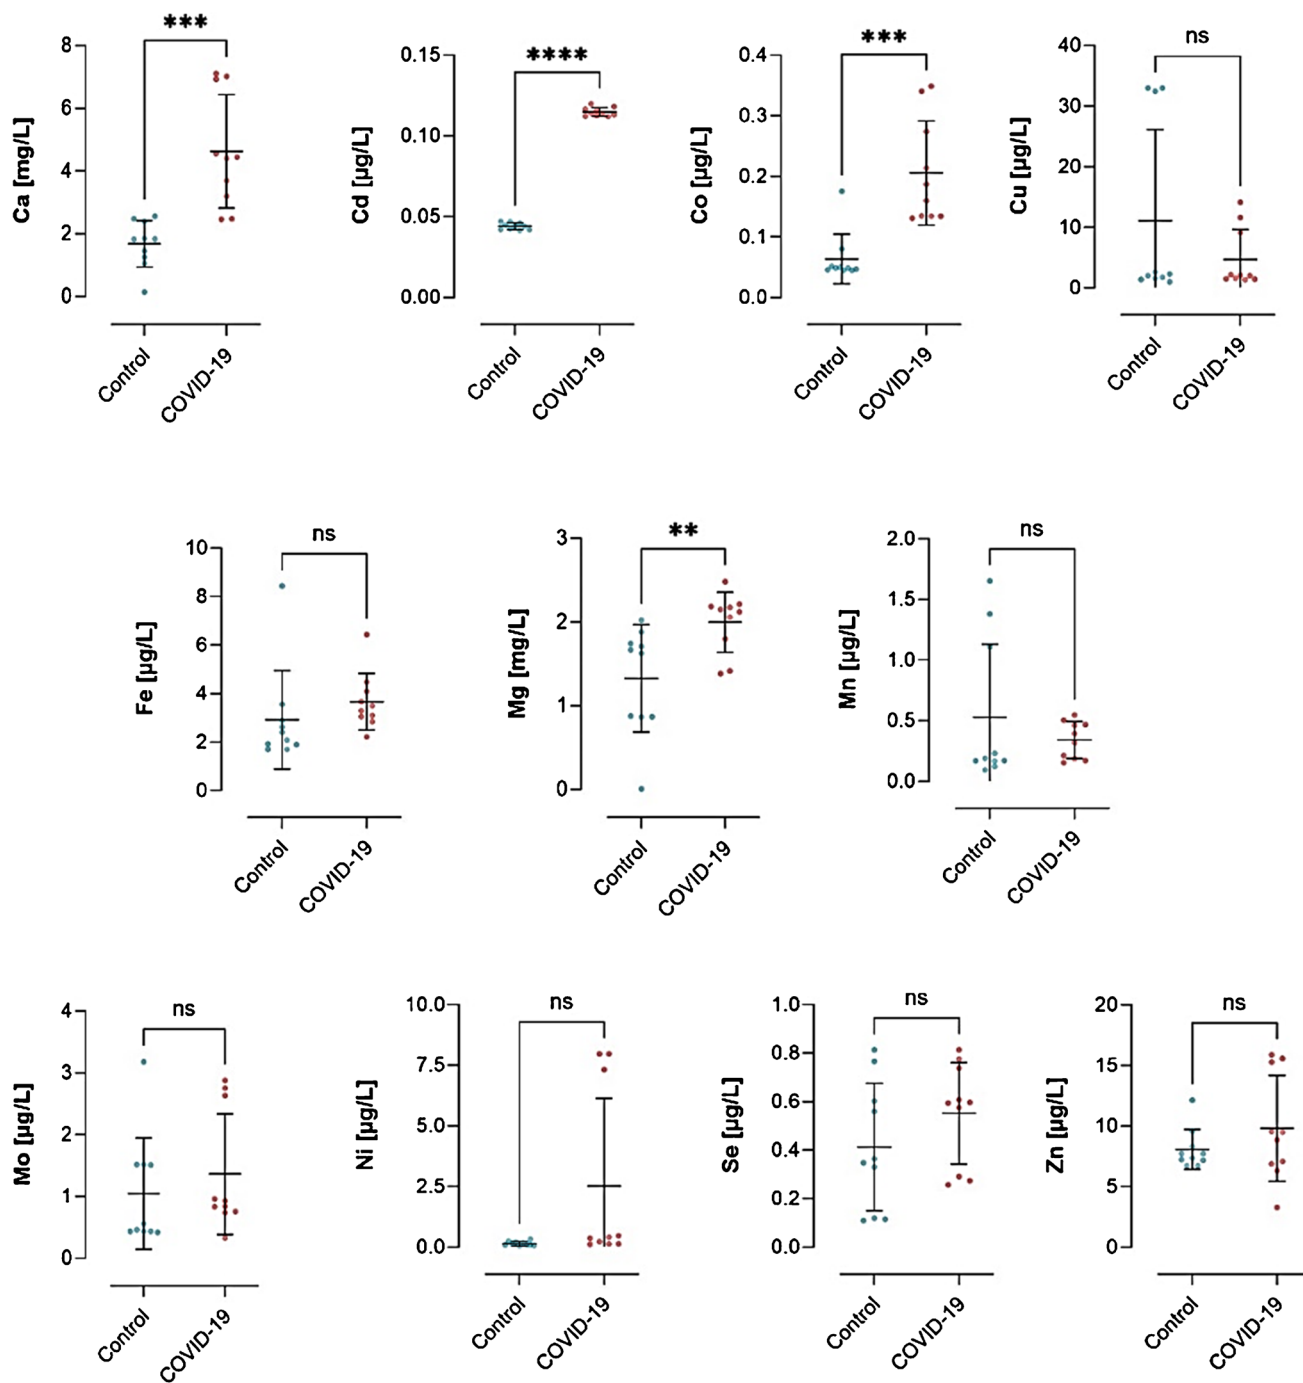 ***
Ca [mg/L]
8
6
4
2
0
Control
COVID-19
****
Cd [µg/L]
0.15
0.10
0.05
0.00
Control
COVID-19
***
Co [µg/L]
0.4
0.3
0.2
0.1
0.0
Control
COVID-19
ns
Cu [µg/L]
40
30
20
10
0
Control
COVID-19
ns
Fe [µg/L]
10
8
6
4
2
0
Control
COVID-19
**
Mg [mg/L]
3
2
1
0
Control
COVID-19
ns
Mn [µg/L]
2.0
1.5
1.0
0.5
0.0
Control
COVID-19
ns
Mo [µg/L]
4
3
2
1
0
Control
COVID-19
ns
Ni [µg/L]
10.0
7.5
5.0
2.5
0.0
Control
COVID-19
ns
Se [µg/L]
1.0
0.8
0.6
0.4
0.2
0.0
Control
COVID-19
ns
Zn [µg/L]
20
15
10
5
0
Control
COVID-19